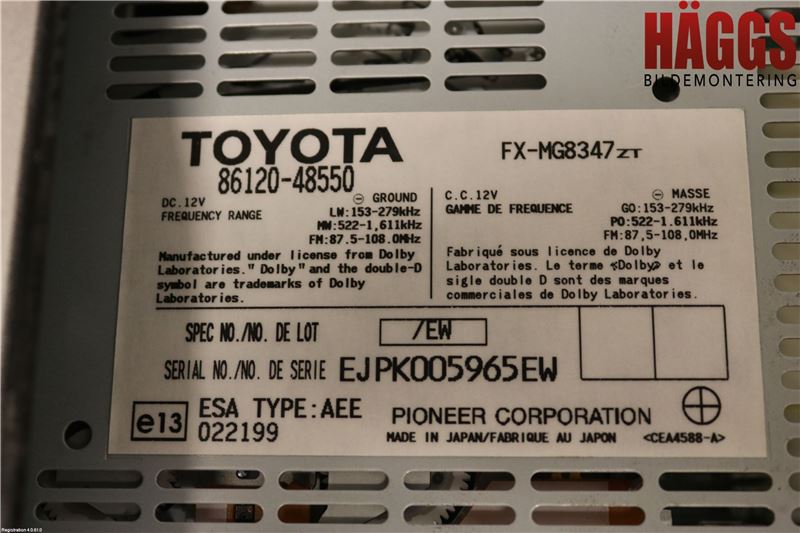 HÄGGS
BILDEMONTERING
TOYOTA
86120-48550
FX-MG8347ZT
DC.12V ⊖ GROUND
FREQUENCY RANGE LW:153-279kHz
MW:522-1,611kHz
FM:87.5-108.0MHz
C.C.12V ⊖ MASSE
GAMME DE FREQUENCE GO:153-279kHz
PO:522-1.611kHz
FM:87,5-108,0MHz
Manufactured under license from Dolby
Laboratories." Dolby" and the double-D
symbol are trademarks of Dolby
Laboratories.
Fabriqué sous licence de Dolby
Laboratories. Le terme «Dolby» et le
sigle double D sont des marques
commerciales de Dolby Laboratories.
SPEC NO./NO. DE LOT /EW
SERIAL NO./NO. DE SERIE EJPK005965EW
e13 ESA TYPE:AEE
022199
PIONEER CORPORATION
MADE IN JAPAN/FABRIQUE AU JAPON <CEA4588-A>
Registration 4.0.61.0